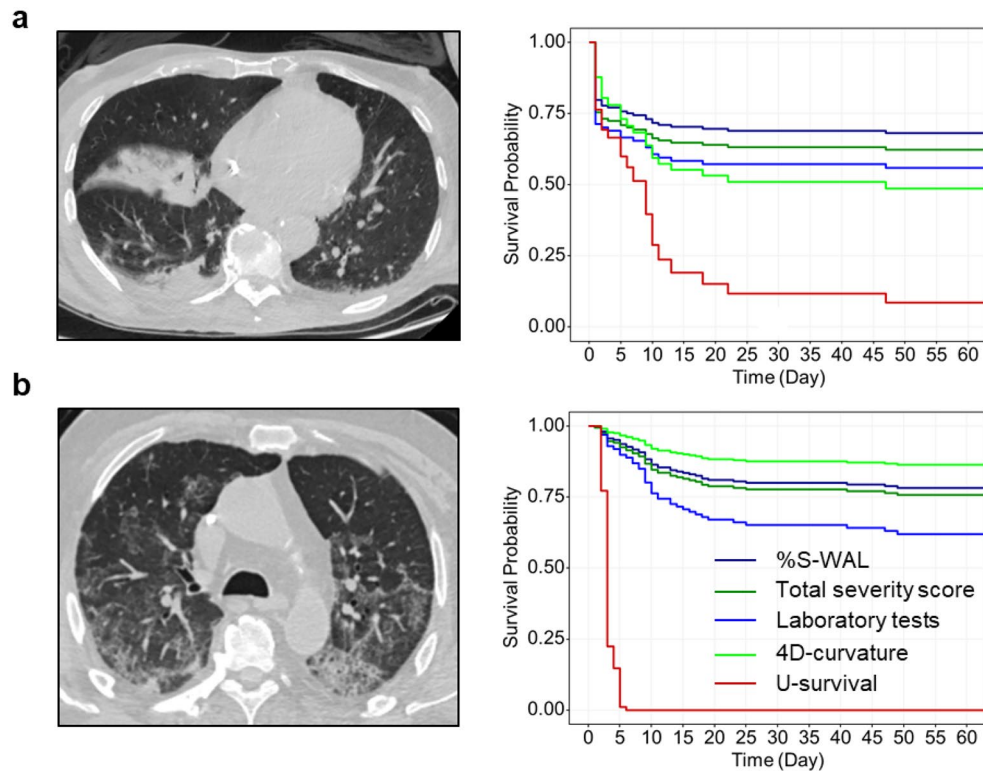 a
1.00
0.75
0.50
0.25
0.00
Survival Probability
0 5 10 15 20 25 30 35 40 45 50 55 60
Time (Day)
b
1.00
0.75
0.50
0.25
0.00
Survival Probability
%S-WAL
Total severity score
Laboratory tests
4D-curvature
U-survival
0 5 10 15 20 25 30 35 40 45 50 55 60
Time (Day)